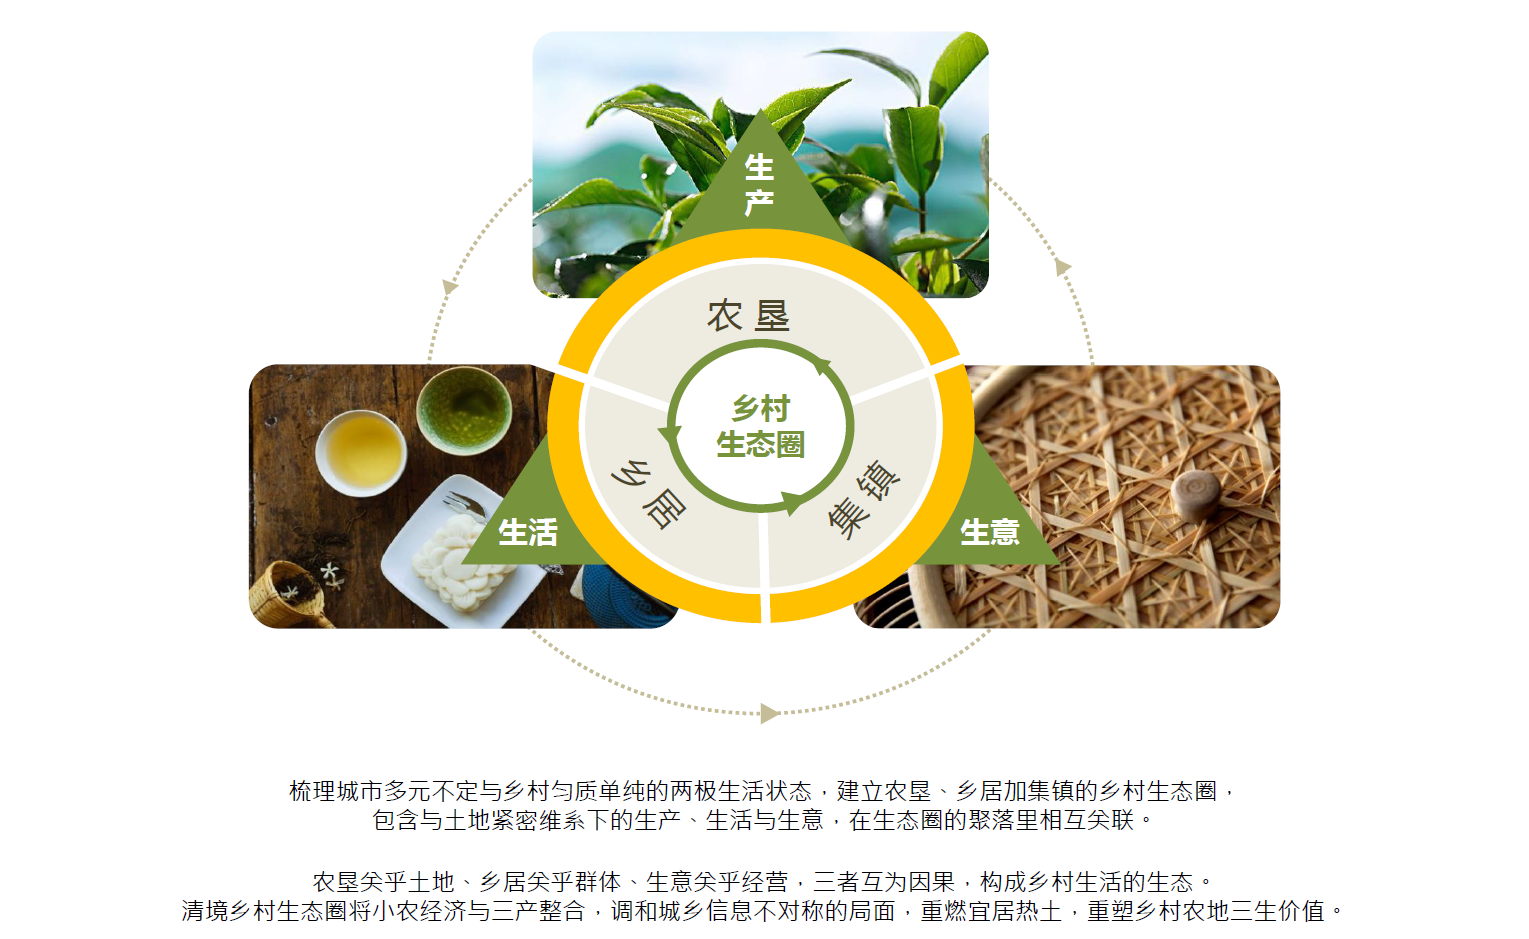 生
产
农垦
乡村
生态圈
乡居
集镇
生活
生意
梳理城市多元不定与乡村匀质单纯的两极生活状态，建立农垦、乡居加集镇的乡村生态圈，
包含与土地紧密维系下的生产、生活与生意，在生态圈的聚落里相互关联。
农垦关乎土地、乡居关乎群体、生意关乎经营，三者互为因果，构成乡村生活的生态。
清境乡村生态圈将小农经济与三产整合，调和城乡信息不对称的局面，重燃宜居热土，重塑乡村农地三生价值。